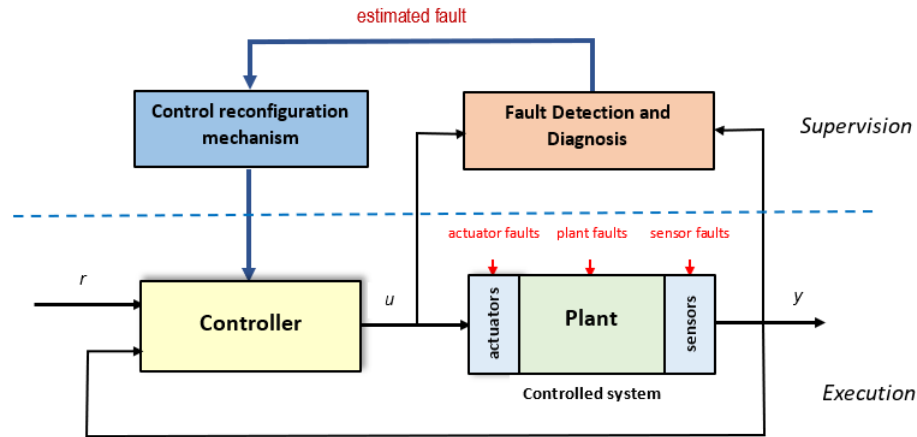 estimated fault
Control reconfiguration
mechanism
Fault Detection and
Diagnosis
Supervision
actuator faults
plant faults
sensor faults
r
Controller
u
actuators
Plant
sensors
y
Controlled system
Execution